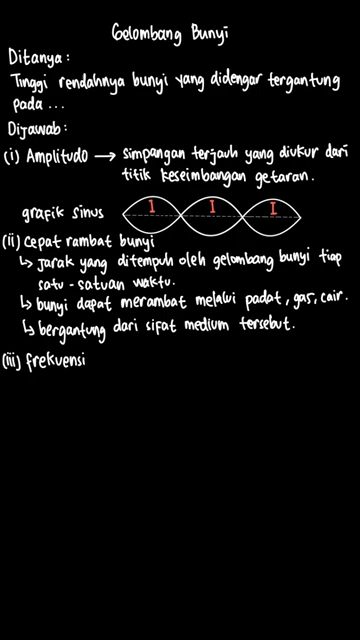 Gelombang Bunyi
Ditanya:
Tinggi rendahnya bunyi yang didengar tergantung
pada ...
Dijawab:
(i) Amplitudo → simpangan terjauh yang diukur dari
titik keseimbangan getaran.
grafik sinus I I I
(ii) cepat rambat bunyi
↳ jarak yang ditempuh oleh gelombang bunyi tiap
satu-satuan waktu.
↳ bunyi dapat merambat melalui padat, gas, cair.
↳ bergantung dari sifat medium tersebut.
(iii) frekuensi